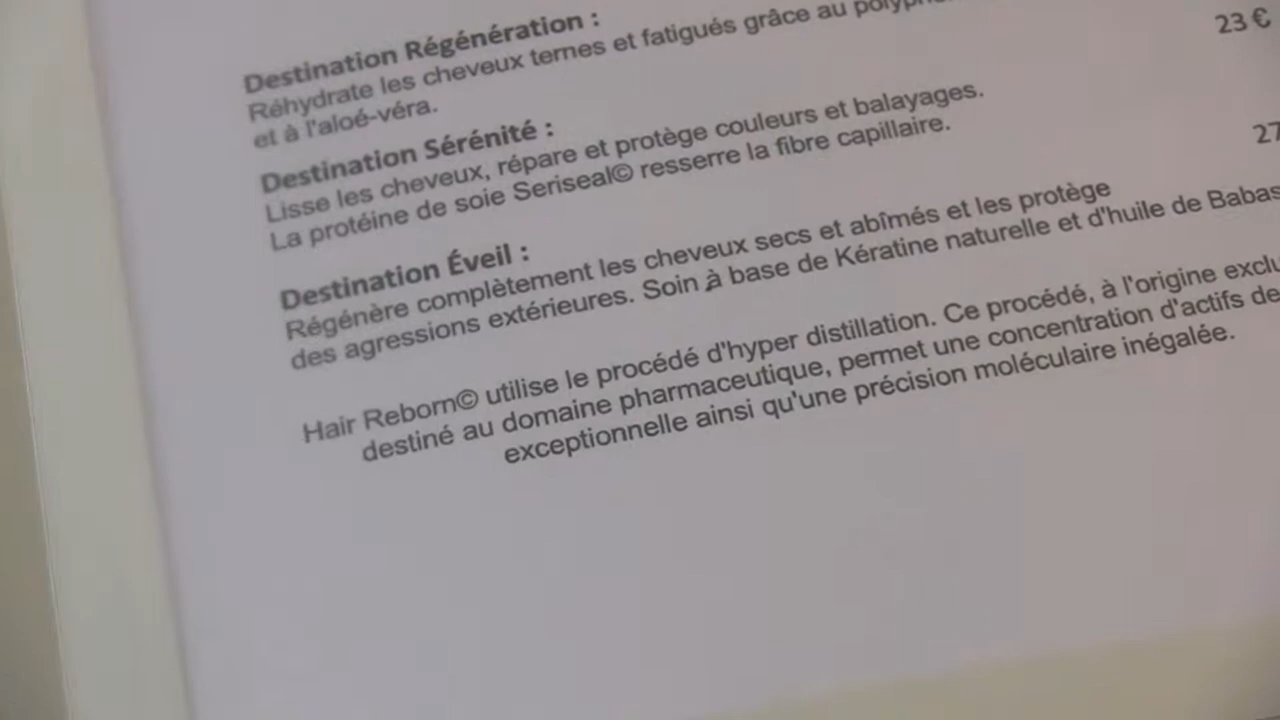 Destination Régénération :
Réhydrate les cheveux ternes et fatigués grâce au
23 €
et à l'aloé-véra.
Destination Sérénité :
Lisse les cheveux, répare et protège couleurs et balayages.
La protéine de soie Seriseal© resserre la fibre capillaire.
27
Destination Éveil :
Régénère complètement les cheveux secs et abîmés et les protège
des agressions extérieures. Soin à base de Kératine naturelle et d'huile de
Hair Reborn© utilise le procédé d'hyper distillation. Ce procédé, à l'origine
destiné au domaine pharmaceutique, permet une concentration d'actifs de
exceptionnelle ainsi qu'une précision moléculaire inégalée.